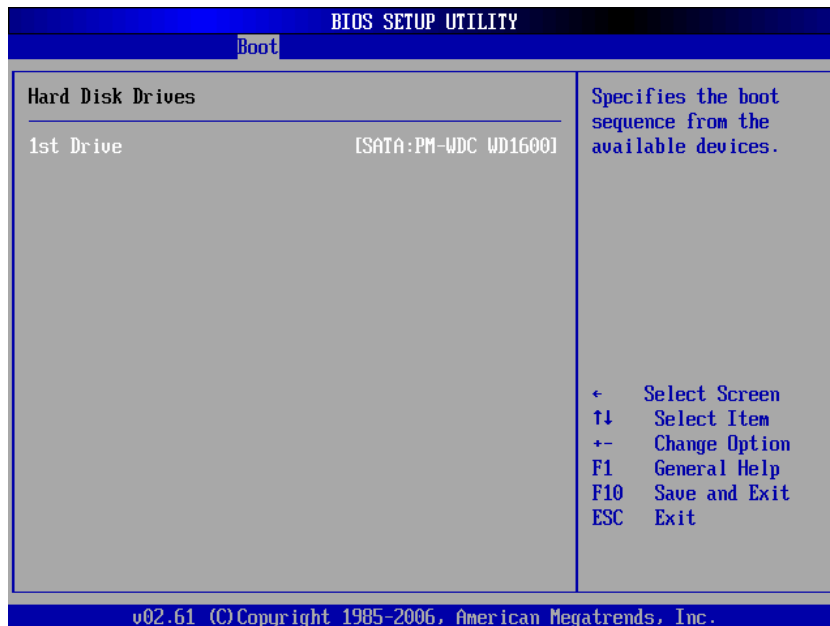 BIOS SETUP UTILITY
Boot
Hard Disk Drives
1st Drive [SATA:PM-WDC WD1600]
Specifies the boot
sequence from the
available devices.
← Select Screen
↑↓ Select Item
+- Change Option
F1 General Help
F10 Save and Exit
ESC Exit
v02.61 (C)Copyright 1985-2006, American Megatrends, Inc.